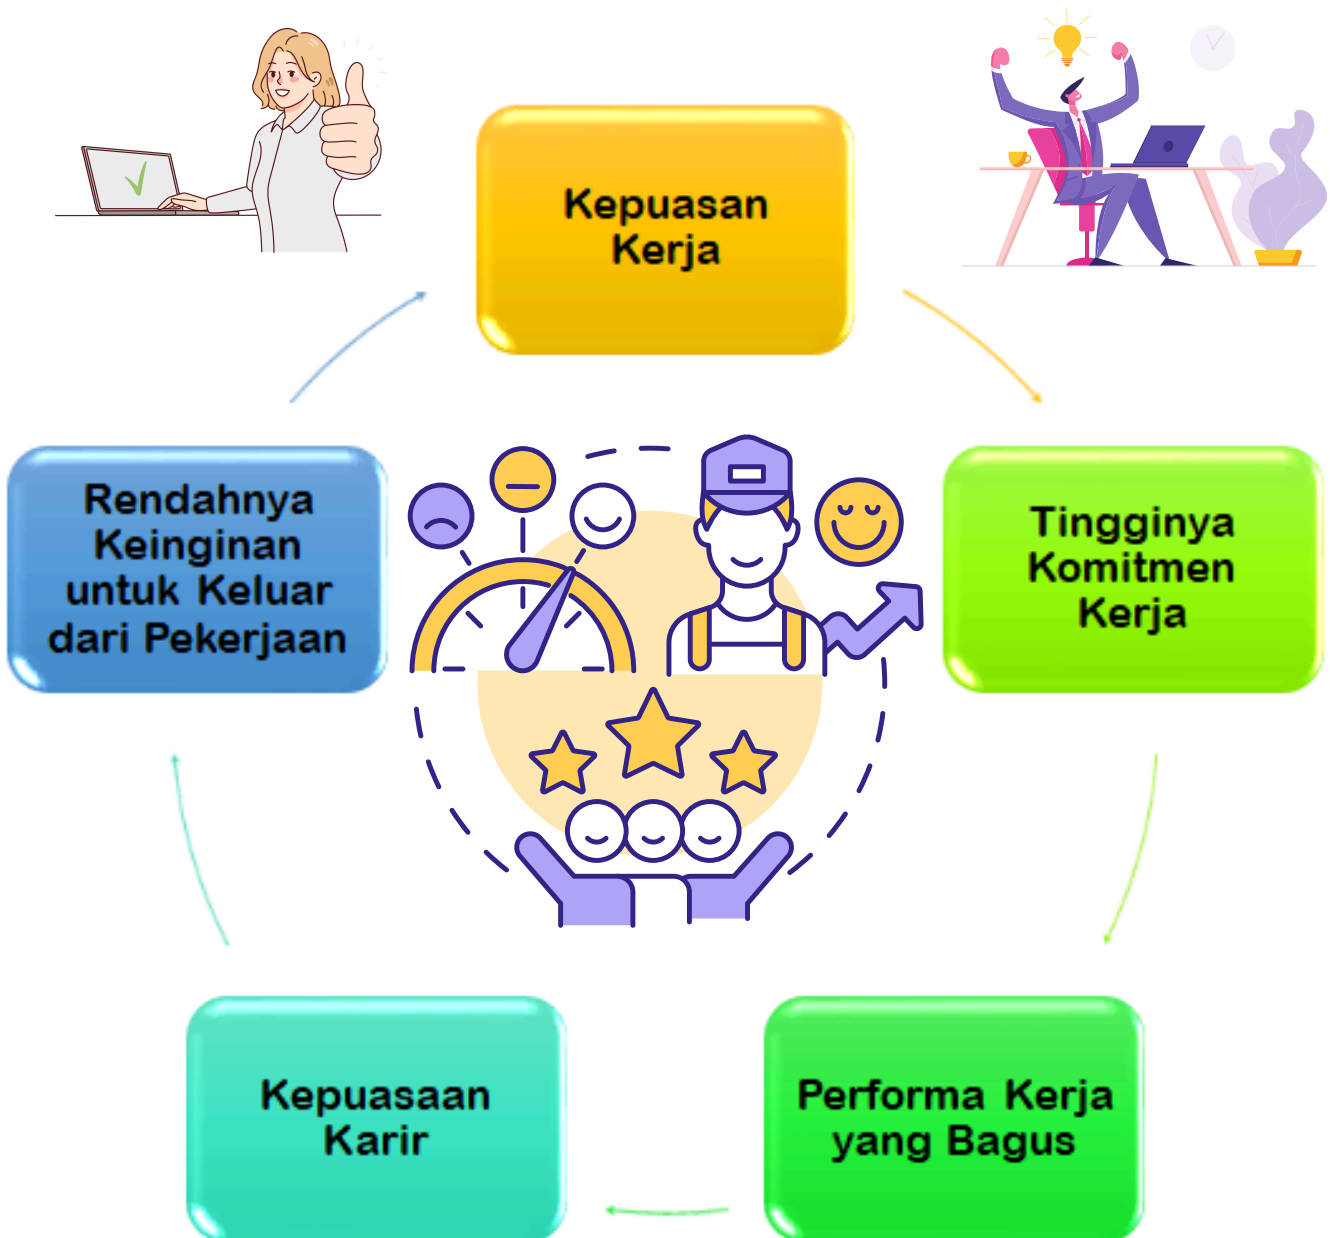 Kepuasan
Kerja
Tingginya
Komitmen
Kerja
Performa Kerja
yang Bagus
Kepuasaan
Karir
Rendahnya
Keinginan
untuk Keluar
dari Pekerjaan